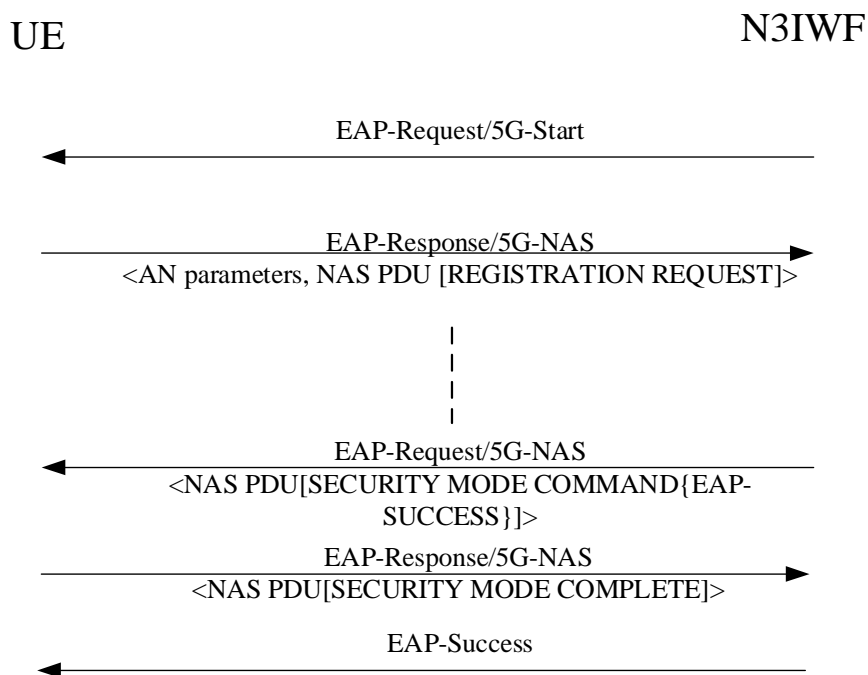 UE
N3IWF
EAP-Request/5G-Start
EAP-Response/5G-NAS
<AN parameters, NAS PDU [REGISTRATION REQUEST]>
EAP-Request/5G-NAS
<NAS PDU[SECURITY MODE COMMAND{EAP-
SUCCESS}]>
EAP-Response/5G-NAS
<NAS PDU[SECURITY MODE COMPLETE]>
EAP-Success